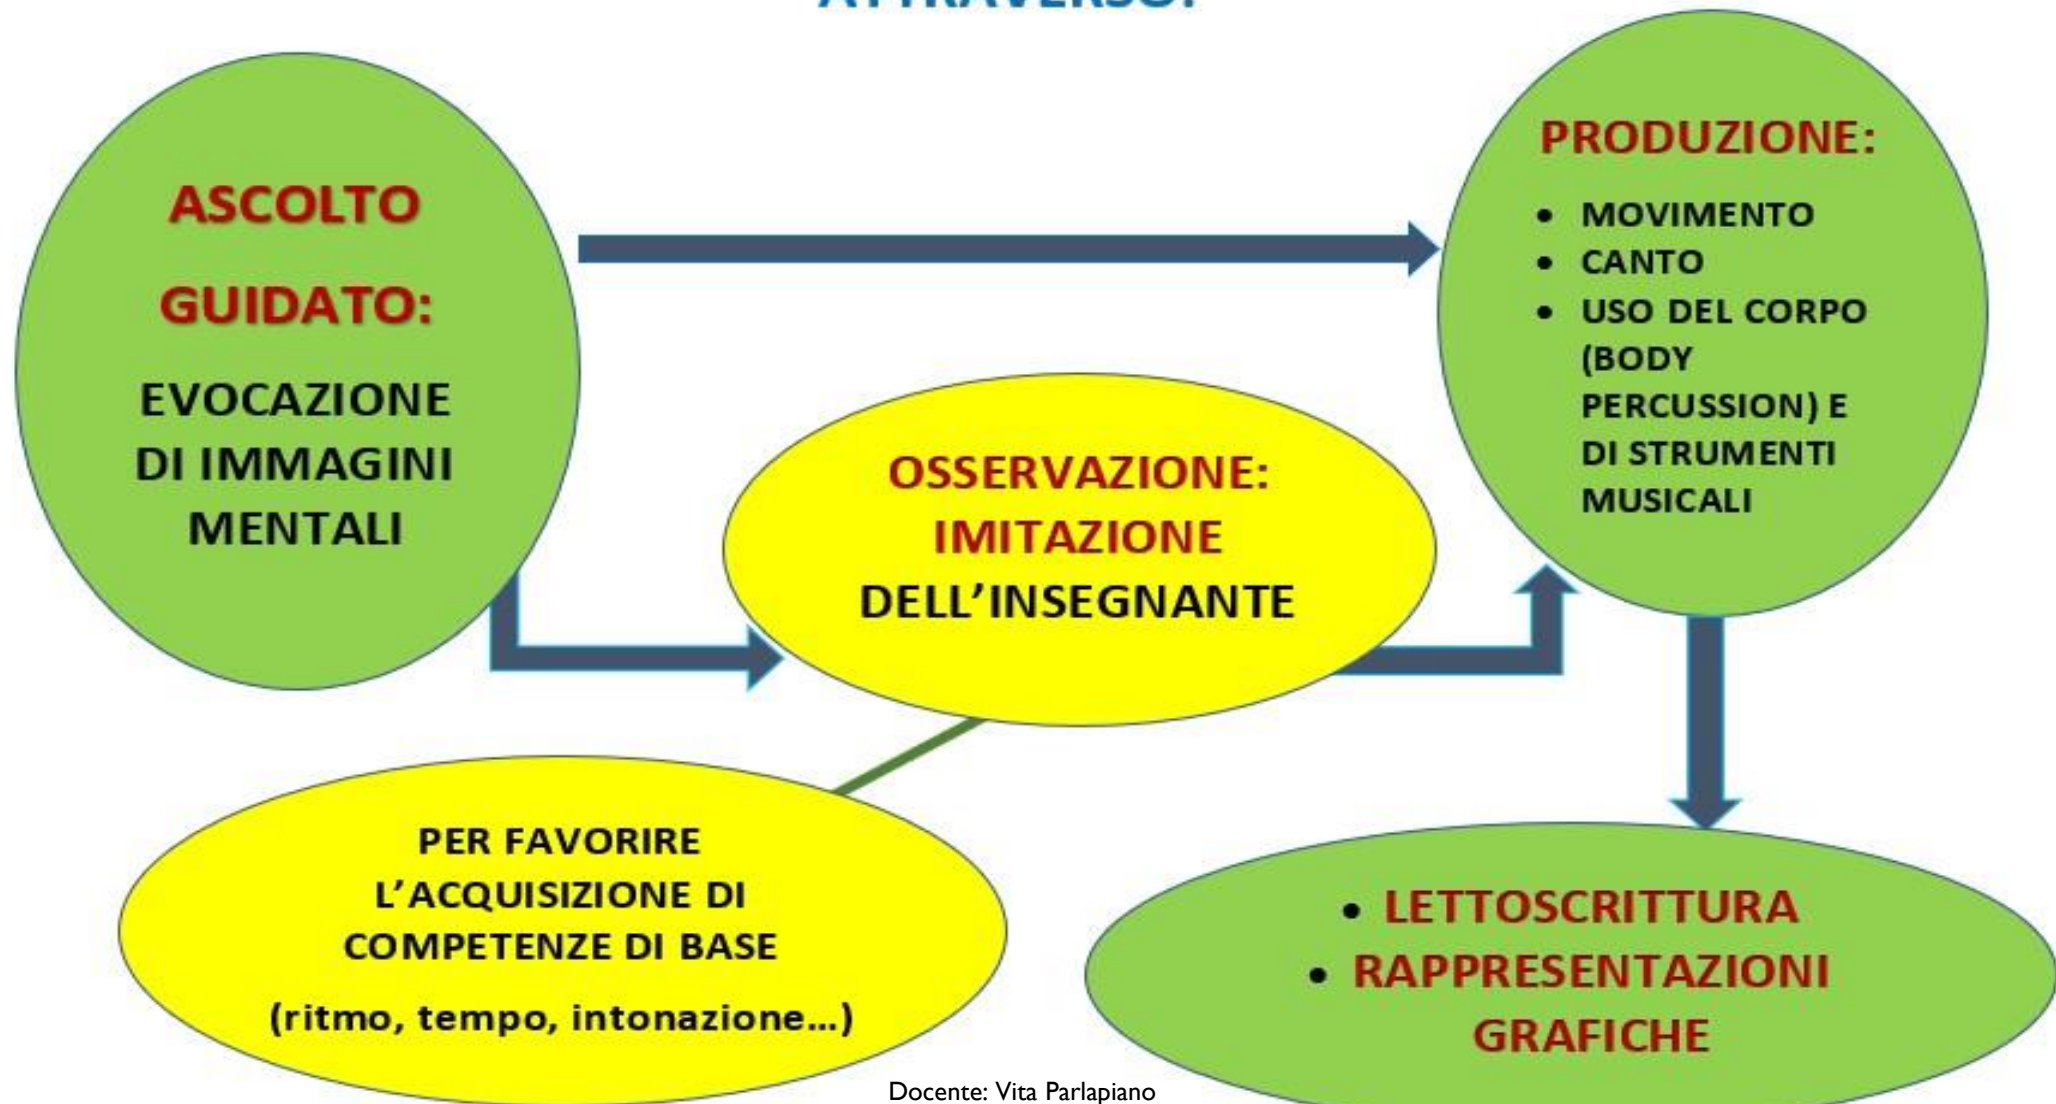 ATTRAVERSO:
ASCOLTO
GUIDATO:
EVOCAZIONE
DI IMMAGINI
MENTALI
PRODUZIONE:
• MOVIMENTO
• CANTO
• USO DEL CORPO
(BODY
PERCUSSION) E
DI STRUMENTI
MUSICALI
OSSERVAZIONE:
IMITAZIONE
DELL’INSEGNANTE
PER FAVORIRE
L’ACQUISIZIONE DI
COMPETENZE DI BASE
(ritmo, tempo, intonazione...)
• LETTOSCRITTURA
• RAPPRESENTAZIONI
GRAFICHE
Docente: Vita Parlapiano